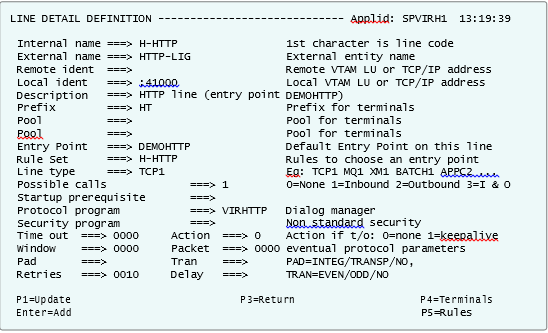 LINE DETAIL DEFINITION ---------------------------- Applid: SPVIRH1 13:19:39
Internal name ===> H-HTTP 1st character is line code
External name ===> HTTP-LIG External entity name
Remote ident ===> Remote VTAM LU or TCP/IP address
Local ident ===> :41000 Local VTAM LU or TCP/IP address
Description ===> HTTP line (entry point DEMOHTTP)
Prefix ===> HT Prefix for terminals
Pool ===> Pool for terminals
Pool ===> Pool for terminals
Entry Point ===> DEMOHTTP Default Entry Point on this line
Rule Set ===> H-HTTP Rules to choose an entry point
Line type ===> TCP1 Eg: TCP1 MQ1 XM1 BATCH1 APPC2 ...
Possible calls ===> 1 0=None 1=Inbound 2=Outbound 3=I & O
Startup prerequisite ===>
Protocol program ===> VIRHTTP Dialog manager
Security program ===> Non standard security
Time out ===> 0000 Action ===> 0 Action if t/o: 0=none 1=keepalive
Window ===> 0000 Packet ===> 0000 eventual protocol parameters
Pad ===> Tran ===> PAD=INTEG/TRANSP/NO,
Retries ===> 0010 Delay ===> TRAN=EVEN/ODD/NO
P1=Update P3=Return P4=Terminals
Enter=Add P5=Rules